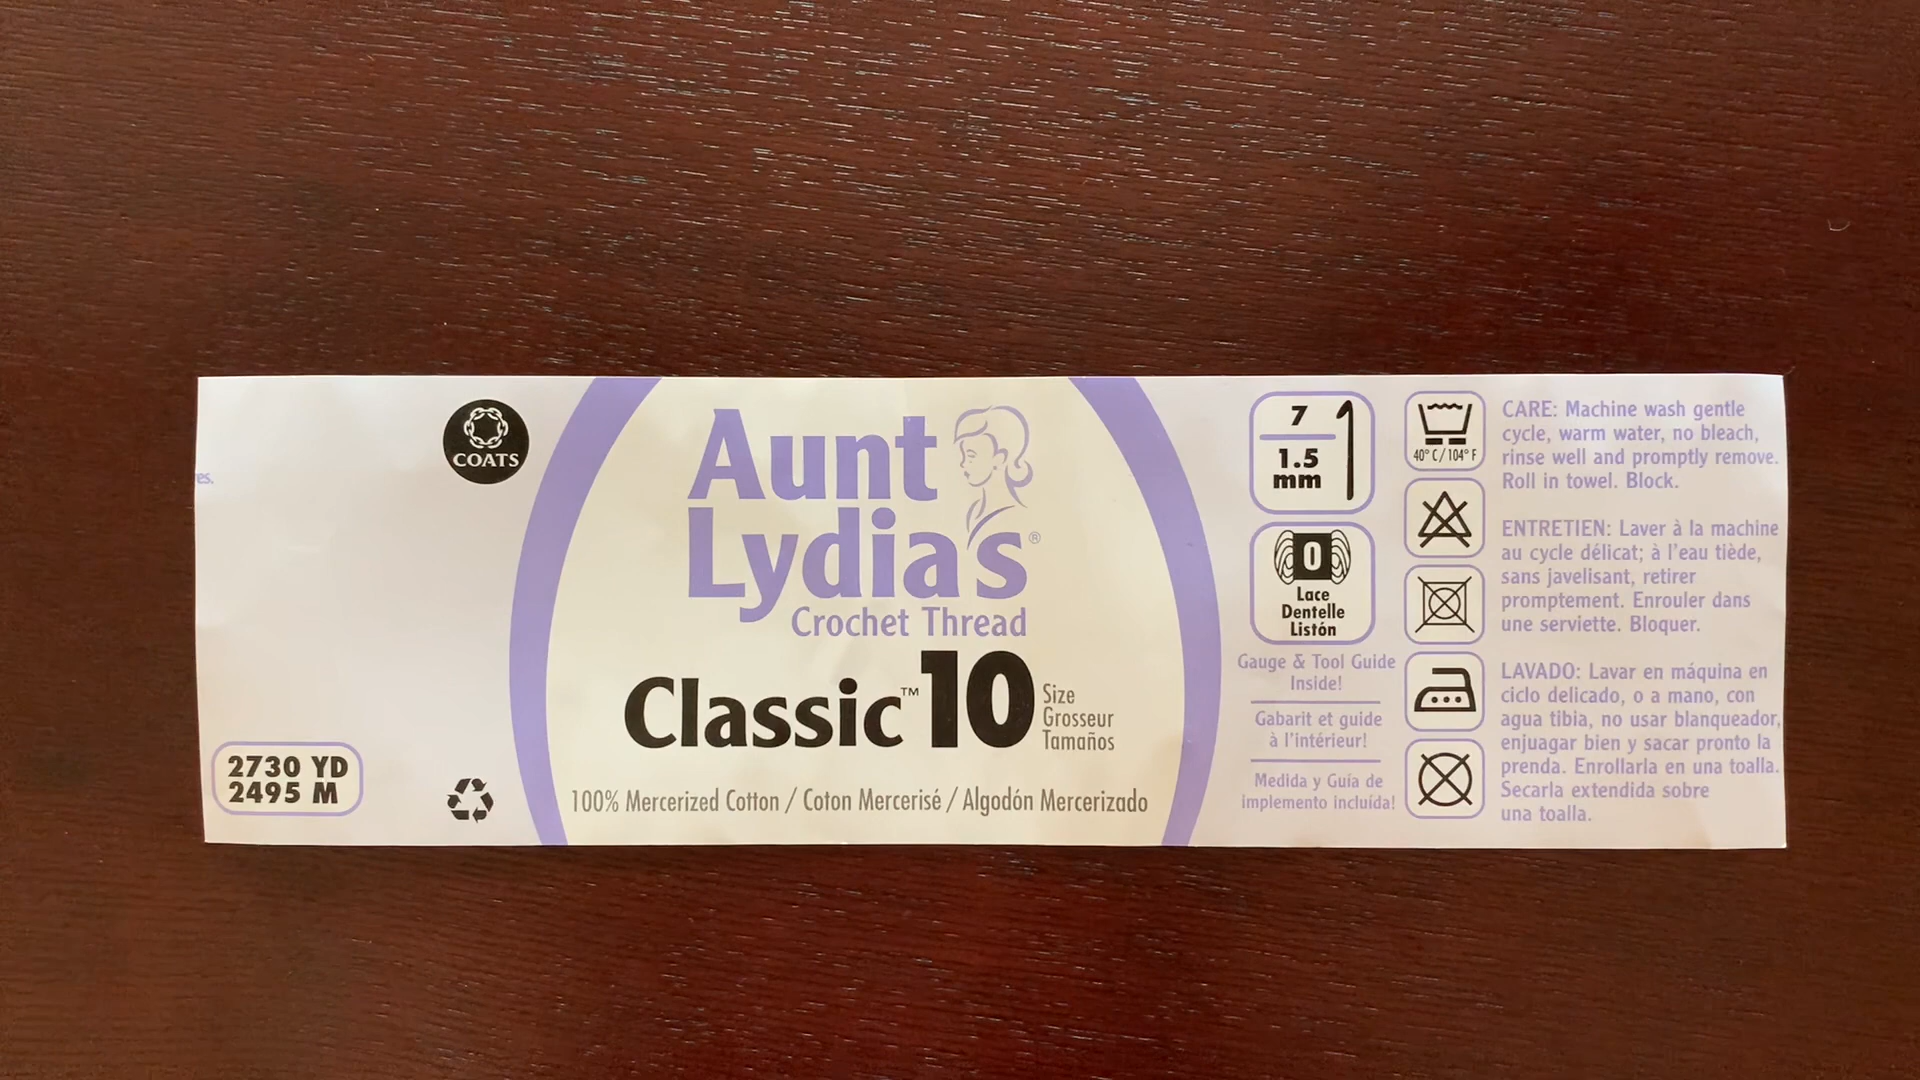 es.
COATS
2730 YD
2495 M
Aunt
Lydia's®
Crochet Thread
Classic™ 10
Size
Grosseur
Tamaños
100% Mercerized Cotton / Coton Mercerisé / Algodón Mercerizado
7
1.5
mm
0
Lace
Dentelle
Listón
Gauge & Tool Guide
Inside!
Gabarit et guide
à l'intérieur!
Medida y Guía de
implemento incluída!
40° C/104° F
CARE: Machine wash gentle
cycle, warm water, no bleach,
rinse well and promptly remove.
Roll in towel. Block.
ENTRETIEN: Laver à la machine
au cycle délicat; à l'eau tiède,
sans javelisant, retirer
promptement. Enrouler dans
une serviette. Bloquer.
LAVADO: Lavar en máquina en
ciclo delicado, o a mano, con
agua tibia, no usar blanqueador,
enjuagar bien y sacar pronto la
prenda. Enrollarla en una toalla.
Secarla extendida sobre
una toalla.